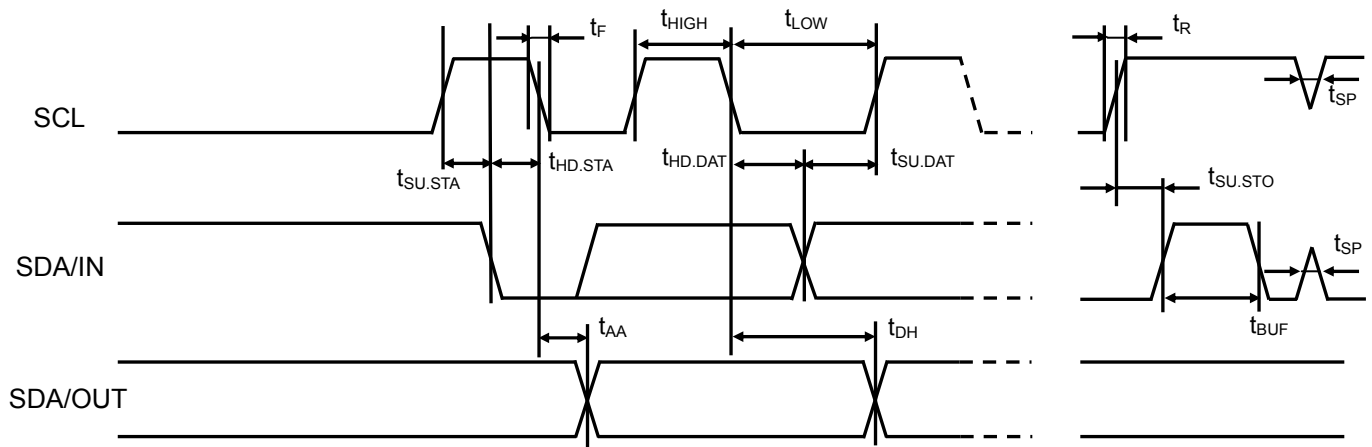 tF
tHIGH
tLOW
tR
SCL
tSP
tSU.STA
tHD.STA
tHD.DAT
tSU.DAT
tSU.STO
SDA/IN
tSP
tAA
tDH
tBUF
SDA/OUT